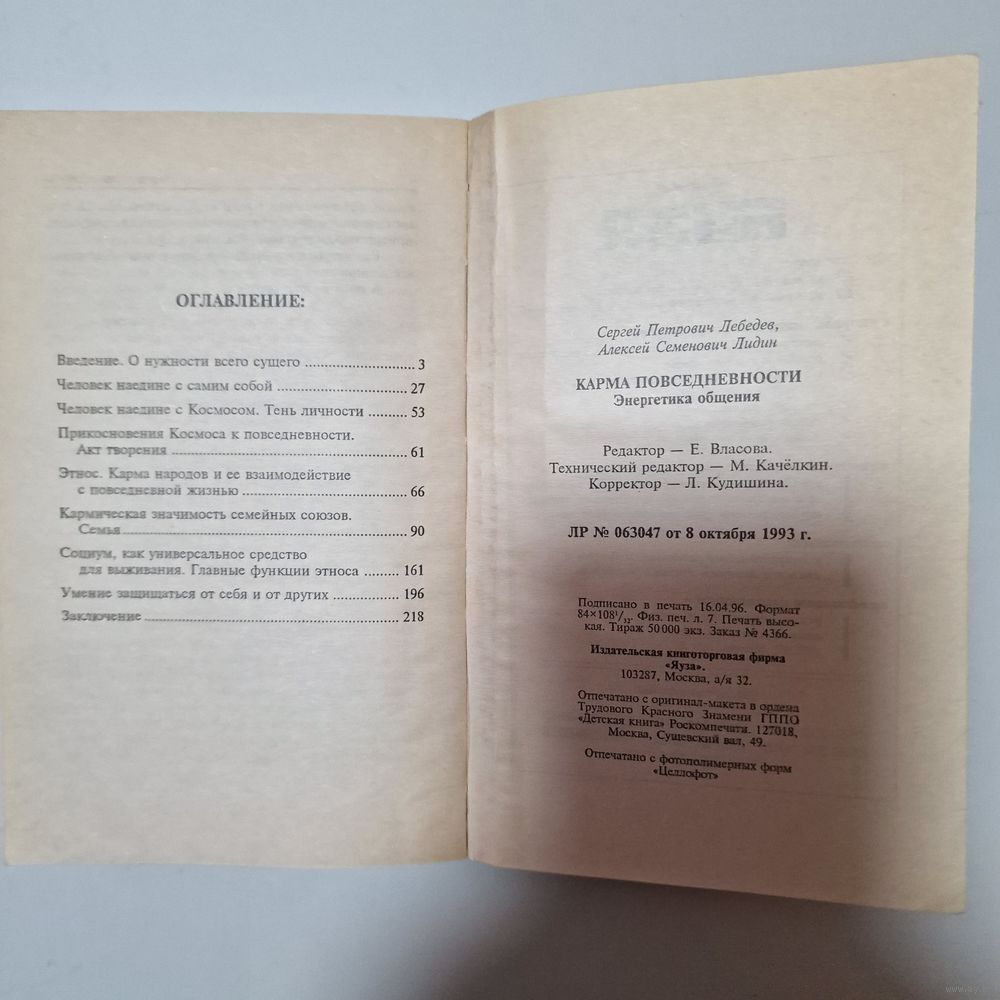 ОГЛАВЛЕНИЕ:
Введение. О нужности всего сущего ........................... 3
Человек наедине с самим собой ................................. 27
Человек наедине с Космосом. Тень личности ......... 53
Прикосновения Космоса к повседневности.
Акт творения ........................................................... 61
Этнос. Карма народов и ее взаимодействие
с повседневной жизнью ......................................... 66
Кармическая значимость семейных союзов.
Семья ....................................................................... 90
Социум, как универсальное средство
для выживания. Главные функции этноса ......... 161
Умение защищаться от себя и от других ................. 196
Заключение ................................................................ 218
Сергей Петрович Лебедев,
Алексей Семенович Лидин
КАРМА ПОВСЕДНЕВНОСТИ
Энергетика общения
Редактор — Е. Власова.
Технический редактор — М. Качёлкин.
Корректор — Л. Кудишина.
ЛР № 063047 от 8 октября 1993 г.
Подписано в печать 16.04.96. Формат
84×108¹/₃₂. Физ. печ. л. 7. Печать высо-
кая. Тираж 50 000 экз. Заказ № 4366.
Издательская книготорговая фирма
«Яуза».
103287, Москва, а/я 32.
Отпечатано с оригинал-макета в ордена
Трудового Красного Знамени ГППО
«Детская книга» Роскомпечати. 127018,
Москва, Сущевский вал, 49.
Отпечатано с фотополимерных форм
«Целлофот»